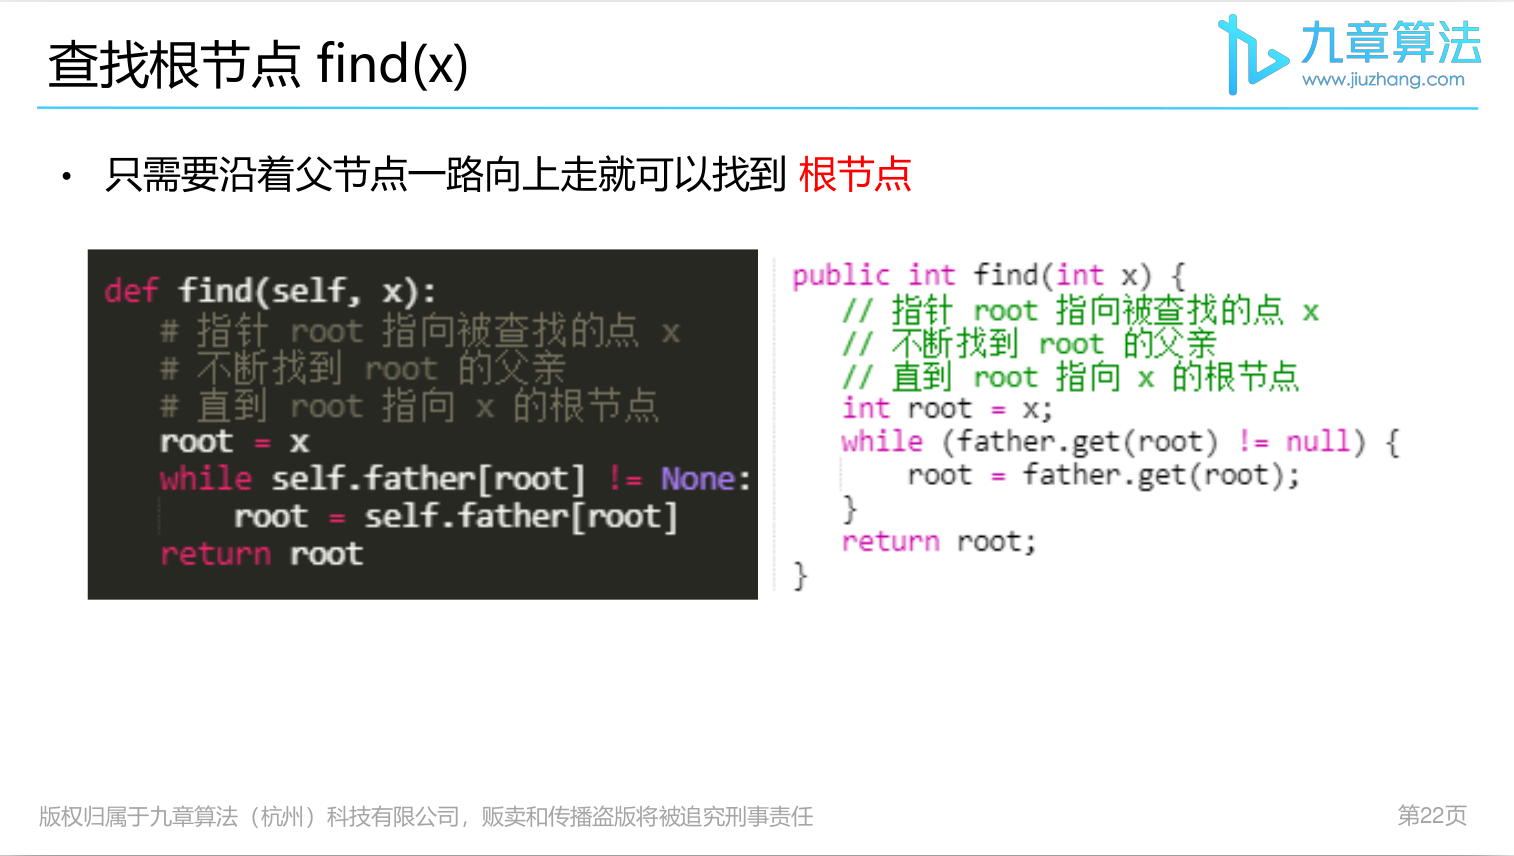 查找根节点 find(x)
九章算法
www.jiuzhang.com
• 只需要沿着父节点一路向上走就可以找到 根节点
def find(self, x):
# 指针 root 指向被查找的点 x
# 不断找到 root 的父亲
# 直到 root 指向 x 的根节点
root = x
while self.father[root] != None:
root = self.father[root]
return root
public int find(int x) {
// 指针 root 指向被查找的点 x
// 不断找到 root 的父亲
// 直到 root 指向 x 的根节点
int root = x;
while (father.get(root) != null) {
root = father.get(root);
}
return root;
}
版权归属于九章算法（杭州）科技有限公司，贩卖和传播盗版将被追究刑事责任
第22页